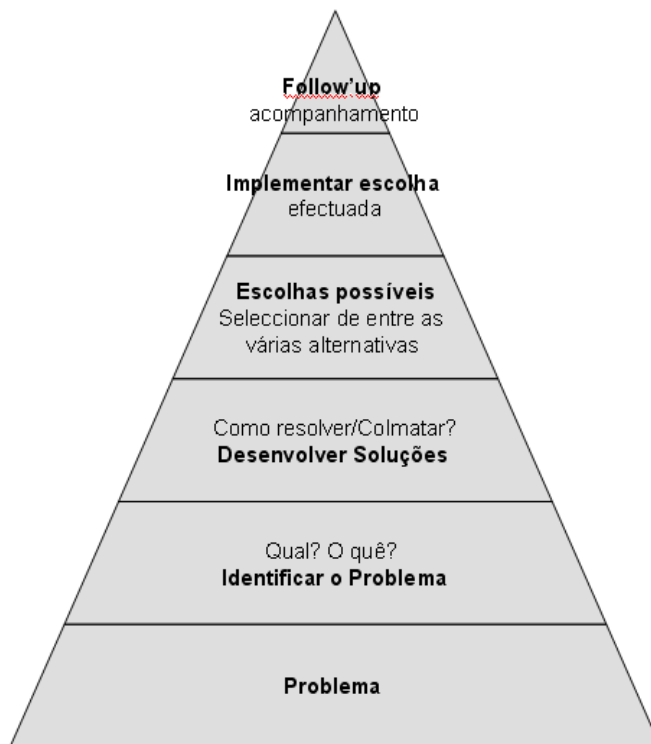 Follow'up
acompanhamento
Implementar escolha
efectuada
Escolhas possíveis
Seleccionar de entre as
várias alternativas
Como resolver/Colmatar?
Desenvolver Soluções
Qual? O quê?
Identificar o Problema
Problema